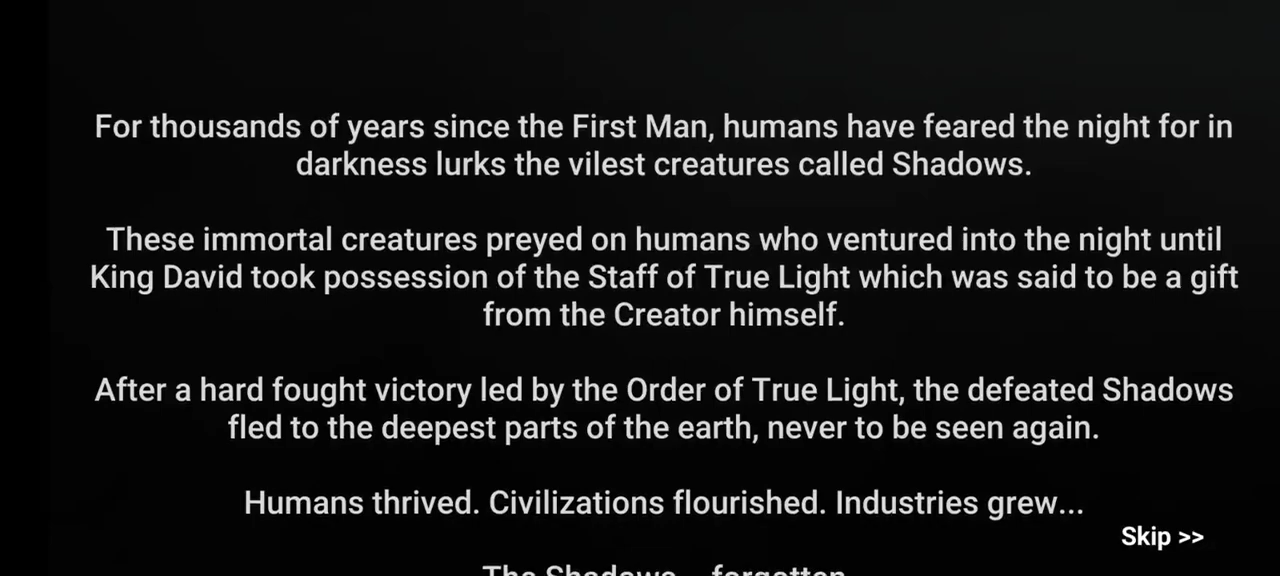 For thousands of years since the First Man, humans have feared the night for in
darkness lurks the vilest creatures called Shadows.
These immortal creatures preyed on humans who ventured into the night until
King David took possession of the Staff of True Light which was said to be a gift
from the Creator himself.
After a hard fought victory led by the Order of True Light, the defeated Shadows
fled to the deepest parts of the earth, never to be seen again.
Humans thrived. Civilizations flourished. Industries grew...
Skip >>
The Shadows... forgotten